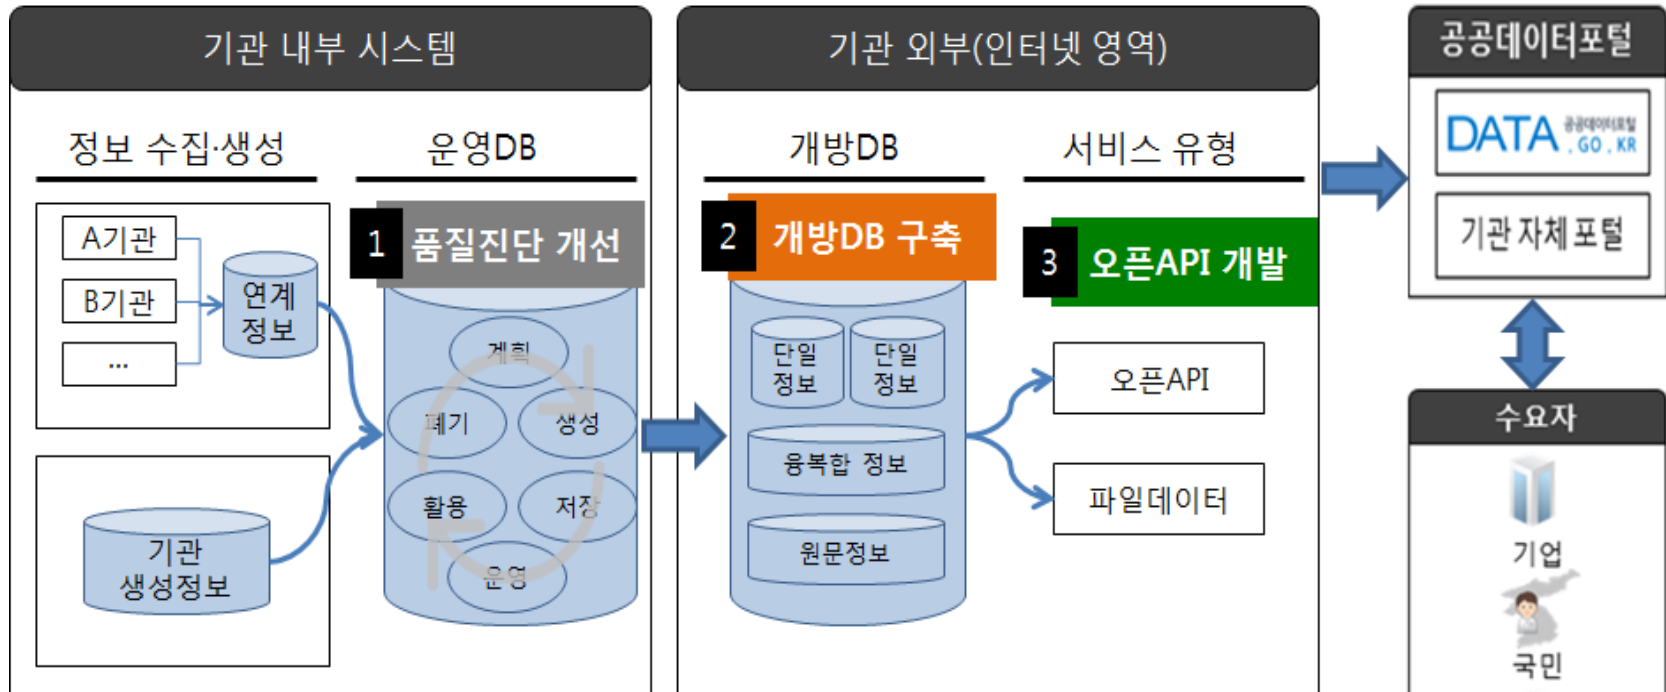 기관 내부 시스템
정보 수집·생성
운영DB
A기관
B기관
...
연계
정보
기관
생성정보
1 품질진단 개선
계획
폐기
생성
활용
저장
운영
기관 외부(인터넷 영역)
개방DB
서비스 유형
2 개방DB 구축
단일
정보
단일
정보
융복합 정보
원문정보
3 오픈API 개발
오픈API
파일데이터
공공데이터포털
DATA 공공데이터포털
.GO.KR
기관 자체 포털
수요자
기업
국민